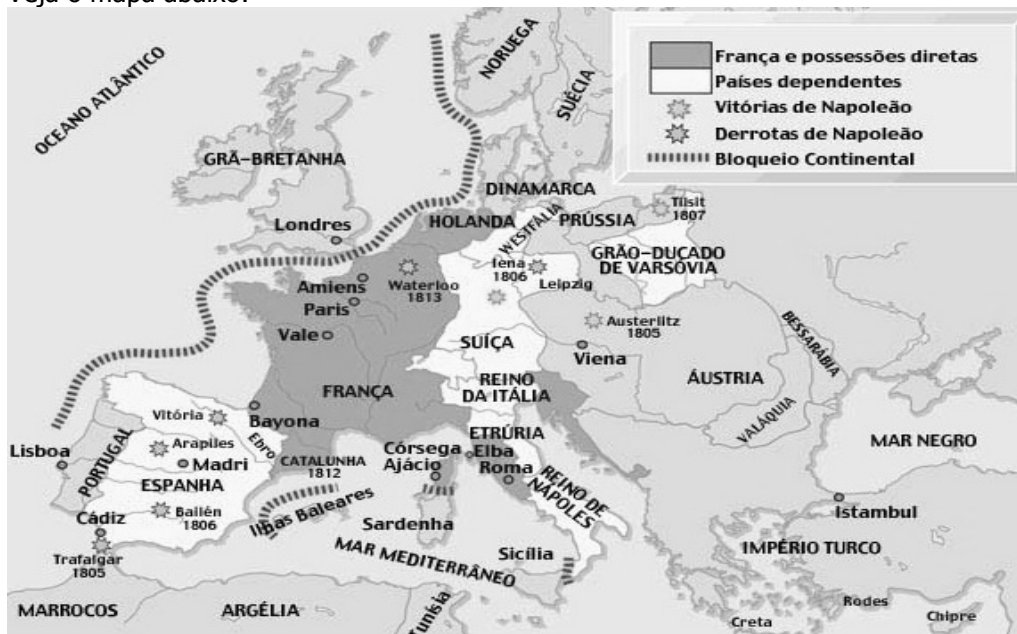 Veja o mapa abaixo:
OCEANO ATLÂNTICO
NORUEGA
SUÉCIA
França e possessões diretas
Países dependentes
Vitórias de Napoleão
Derrotas de Napoleão
Bloqueio Continental
GRÃ-BRETANHA
Londres
DINAMARCA
HOLANDA
WESTFÁLIA
PRÚSSIA
Tilsit
1807
GRÃO-DUCADO
DE VARSÓVIA
Iena
1806
Leipzig
Amiens
Waterloo
1813
Paris
Vale
Austerlitz
1805
Viena
SUÍÇA
ÁUSTRIA
BESSARÁBIA
VALÁQUIA
FRANÇA
REINO
DA ITÁLIA
MAR NEGRO
Vitória
Bayona
Ebro
ETRÚRIA
Córsega
Ajácio
Elba
Roma
Lisboa
PORTUGAL
Arapiles
Madri
CATALUNHA
1812
ESPANHA
REINO DE
NÁPOLES
Istambul
Cádiz
Bailén
1806
Ilhas Baleares
Sardenha
MAR MEDITERRÂNEO
Sicília
IMPÉRIO TURCO
Trafalgar
1805
MARROCOS
ARGÉLIA
Tunísia
Creta
Rodes
Chipre